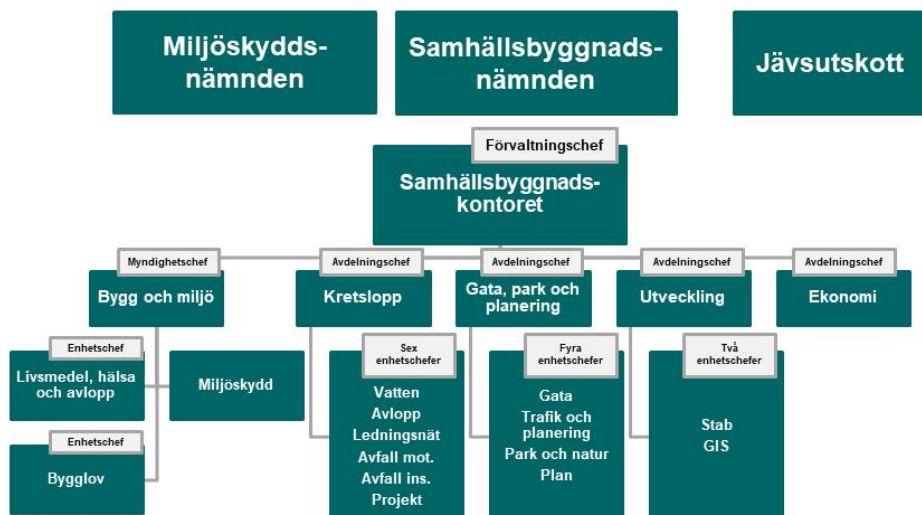 Miljöskydds-
nämnden
Samhällsbyggnads-
nämnden
Jävsutskott
Förvaltningschef
Samhällsbyggnads-
kontoret
Myndighetschef
Bygg och miljö
Avdelningschef
Kretslopp
Avdelningschef
Gata, park och
planering
Avdelningschef
Utveckling
Avdelningschef
Ekonomi
Enhetschef
Livsmedel, hälsa
och avlopp
Miljöskydd
Enhetschef
Bygglov
Sex
enhetschefer
Vatten
Avlopp
Ledningsnät
Avfall mot.
Avfall ins.
Projekt
Fyra
enhetschefer
Gata
Trafik och
planering
Park och natur
Plan
Två
enhetschefer
Stab
GIS